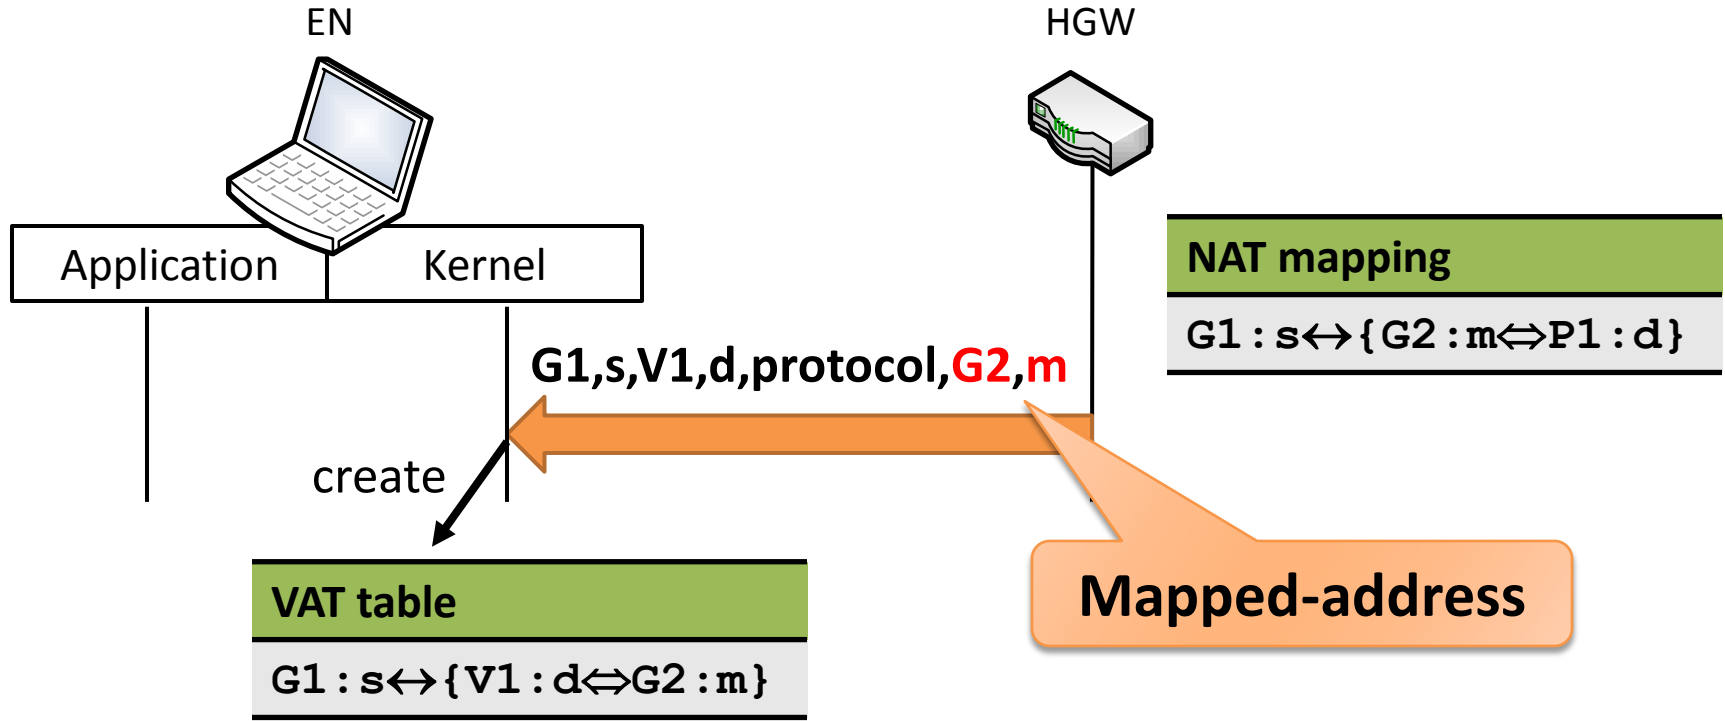 EN
HGW
Application
Kernel
NAT mapping
G1:s↔{G2:m⇔P1:d}
G1,s,V1,d,protocol,G2,m
create
Mapped-address
VAT table
G1:s↔{V1:d⇔G2:m}